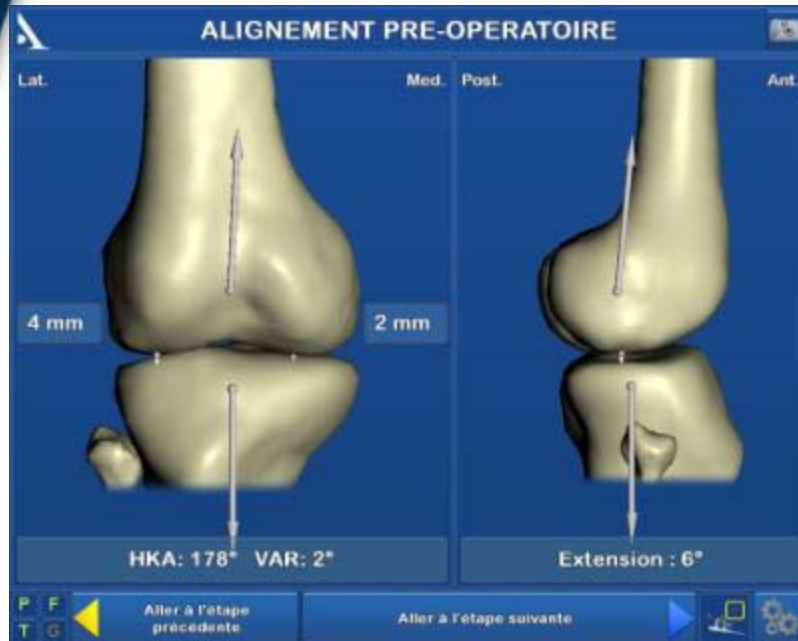 ALIGNEMENT PRE-OPERATOIRE
Lat.
Med.
Post.
Ant.
4 mm
2 mm
HKA: 178° VAR: 2°
Extension : 6°
P F
T G
Aller à l'étape
précédente
Aller à l'étape suivante